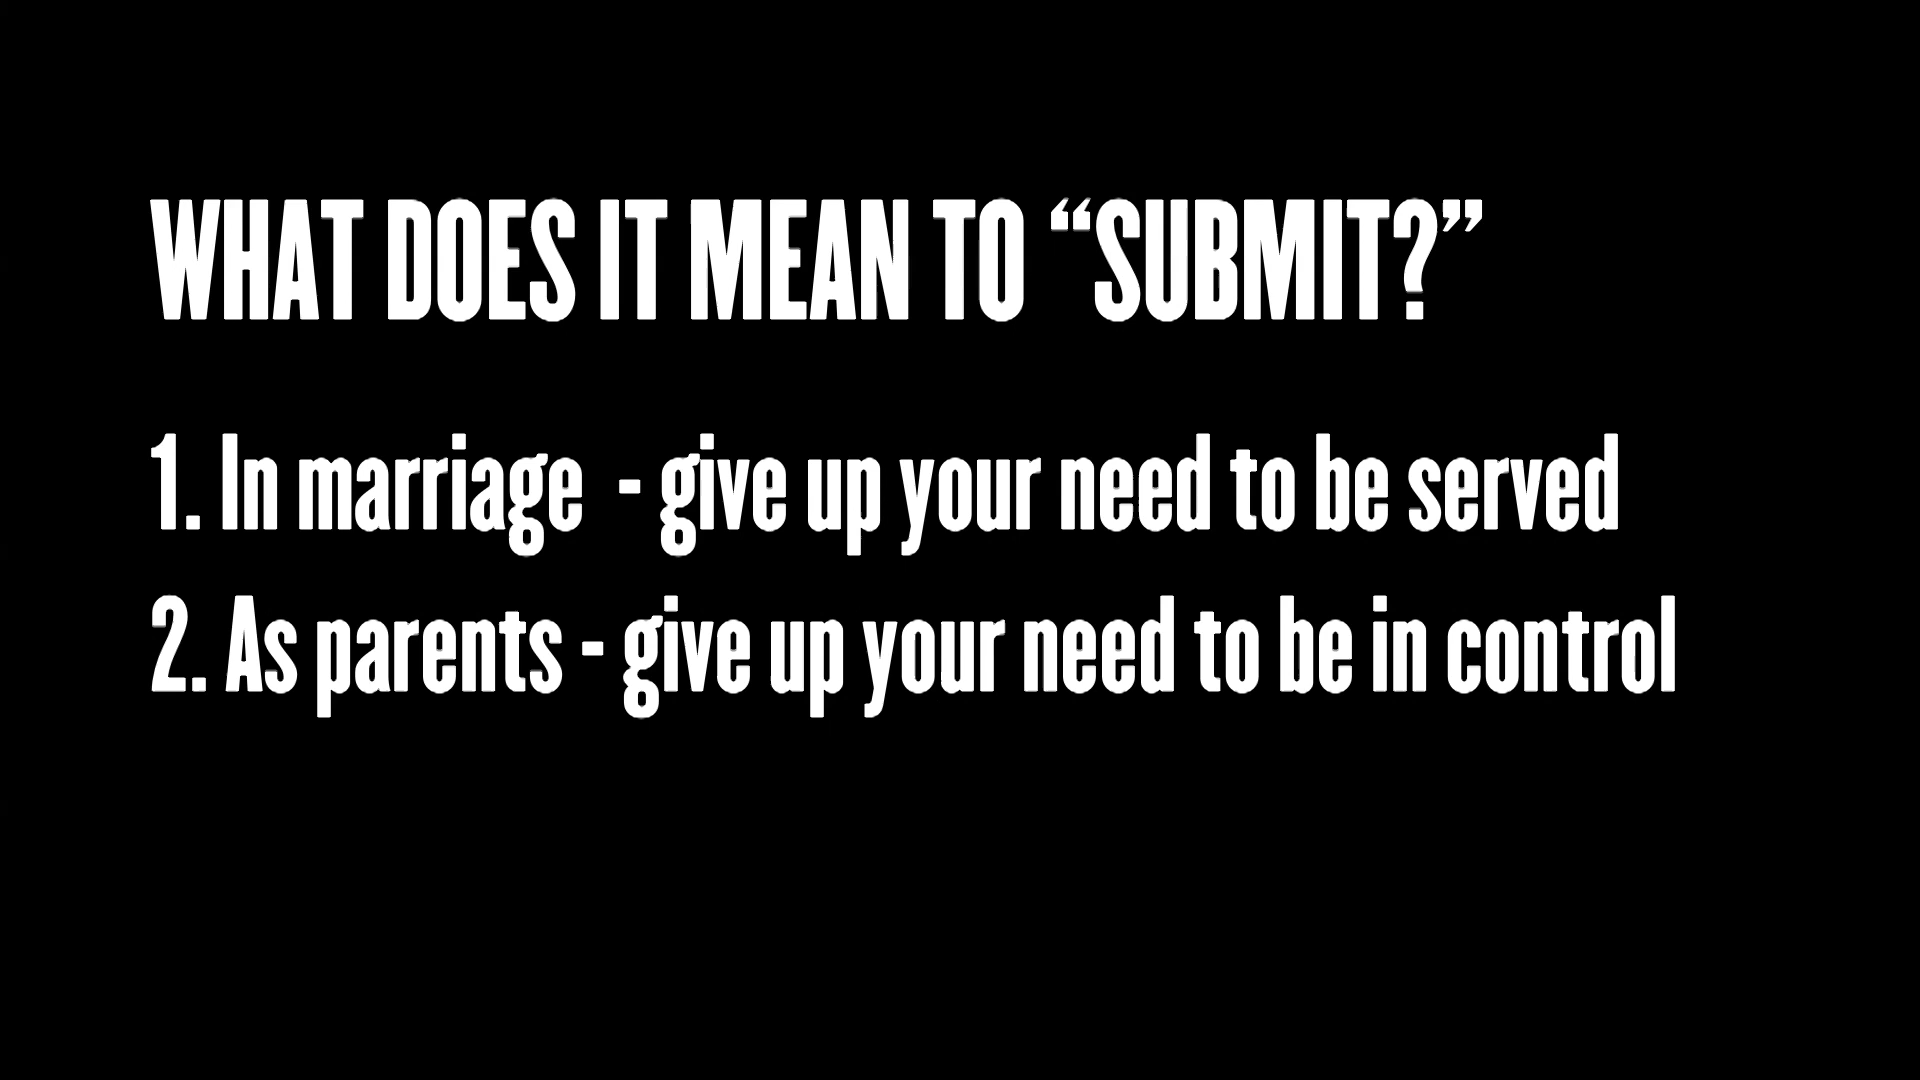 WHAT DOES IT MEAN TO “SUBMIT?”
1. In marriage  - give up your need to be served
2. As parents - give up your need to be in control